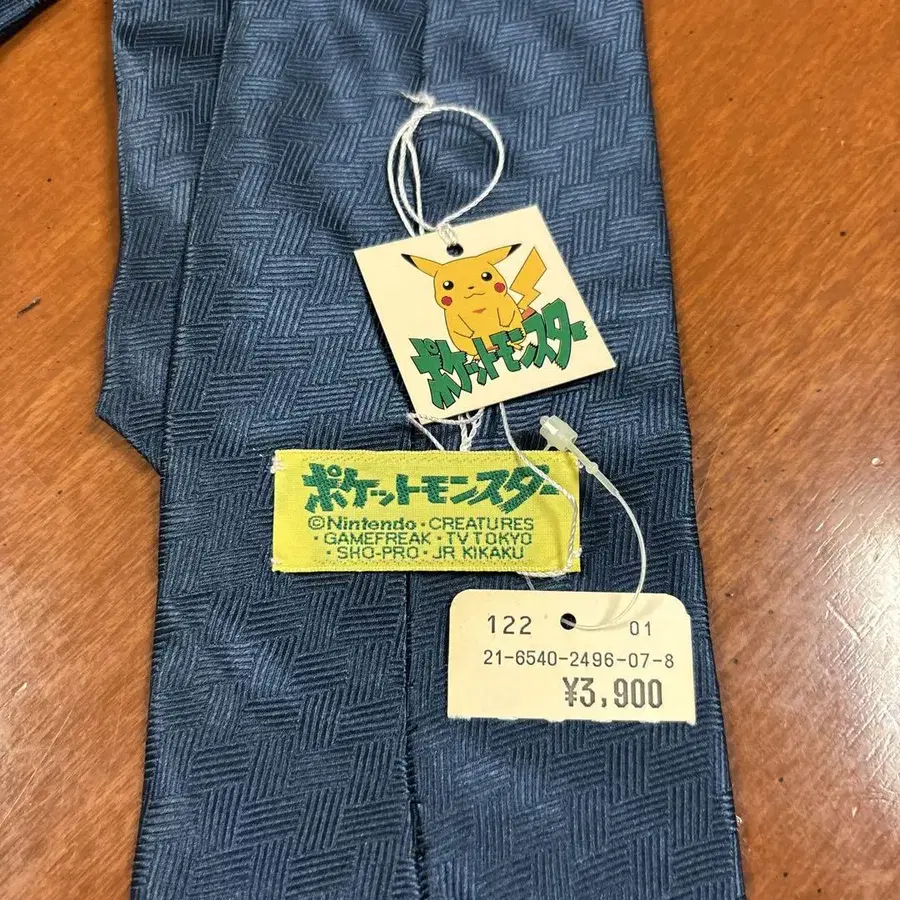 ポケットモンスター
ポケットモンスター
©Nintendo・CREATURES
・GAMEFREAK・TV TOKYO
・SHO-PRO・JR KIKAKU
122 01
21-6540-2496-07-8
¥3,900